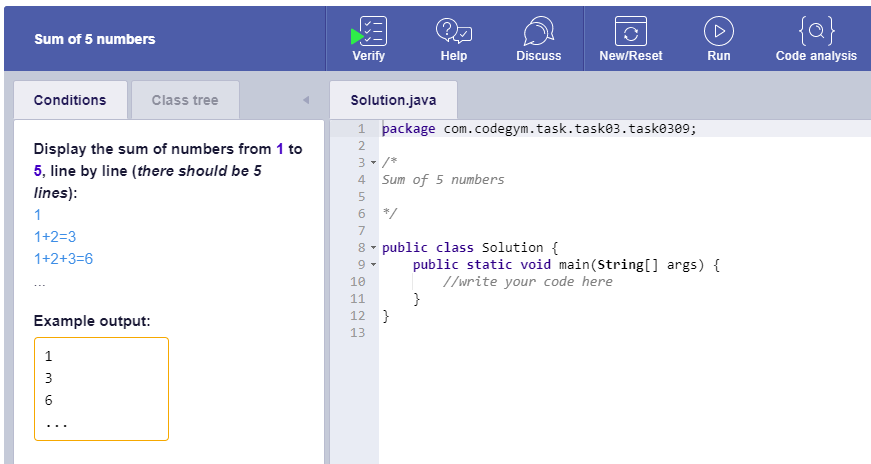 Sum of 5 numbers
Verify
Help
Discuss
New/Reset
Run
Code analysis
Conditions
Class tree
Display the sum of numbers from 1 to
5, line by line (there should be 5
lines):
1
1+2=3
1+2+3=6
...
Example output:
1
3
6
...
Solution.java
1 package com.codegym.task.task03.task0309;
2
3 /*
4 Sum of 5 numbers
5
6 */
7
8 public class Solution {
9 public static void main(String[] args) {
10 //write your code here
11 }
12 }
13